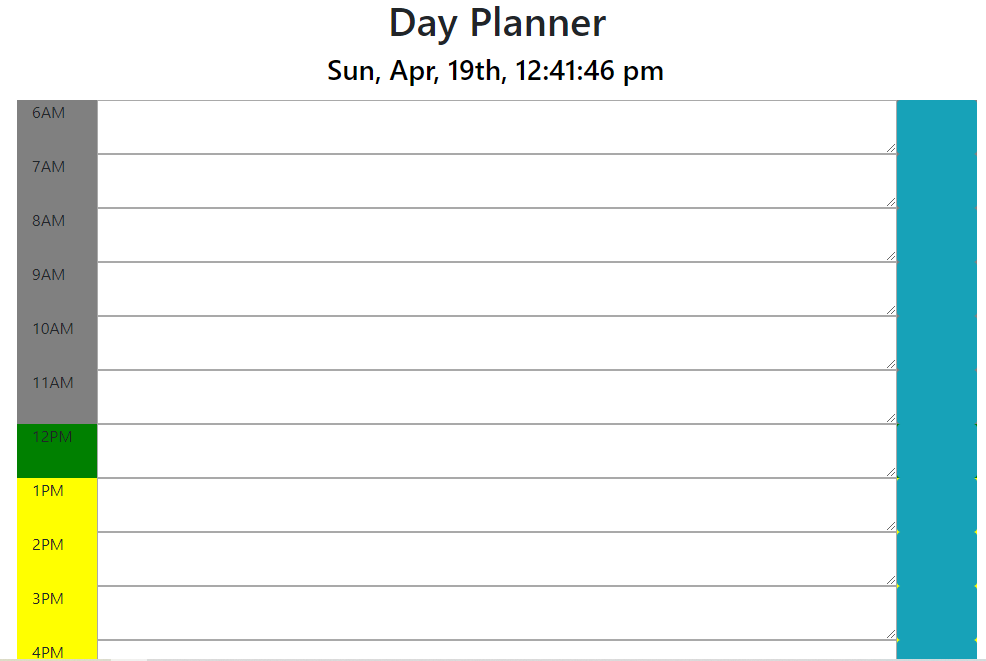 Day Planner
Sun, Apr, 19th, 12:41:46 pm
6AM
7AM
8AM
9AM
10AM
11AM
12PM
1PM
2PM
3PM
4PM